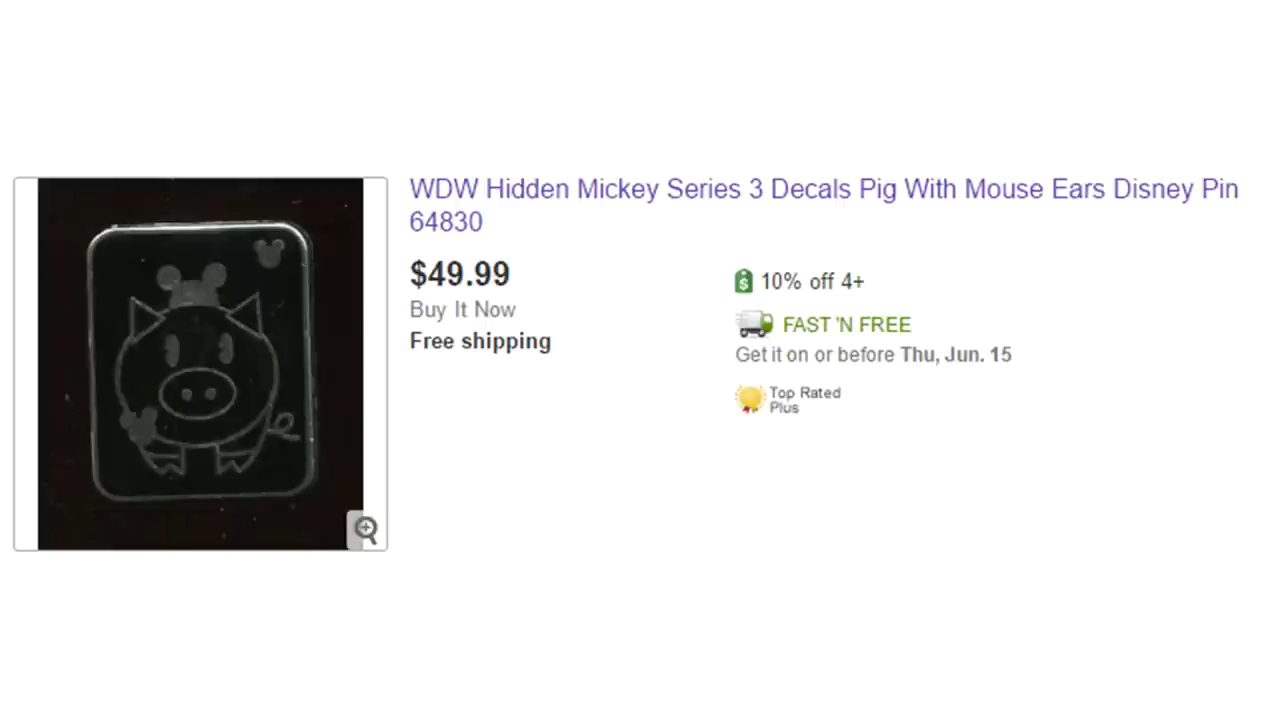 WDW Hidden Mickey Series 3 Decals Pig With Mouse Ears Disney Pin
64830
$49.99
Buy It Now
Free shipping
$ 10% off 4+
FAST 'N FREE
Get it on or before Thu, Jun. 15
Top Rated
Plus